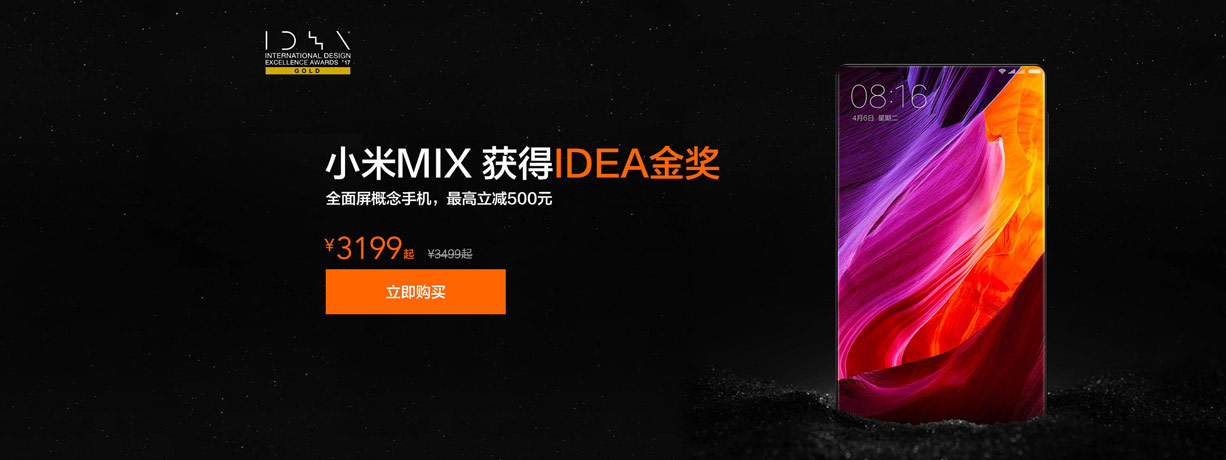 IDEA
INTERNATIONAL DESIGN
EXCELLENCE AWARDS '17
GOLD
小米MIX 获得IDEA金奖
全面屏概念手机，最高立减500元
¥3199起 ¥3499起
立即购买
08:16
4月6日 星期二